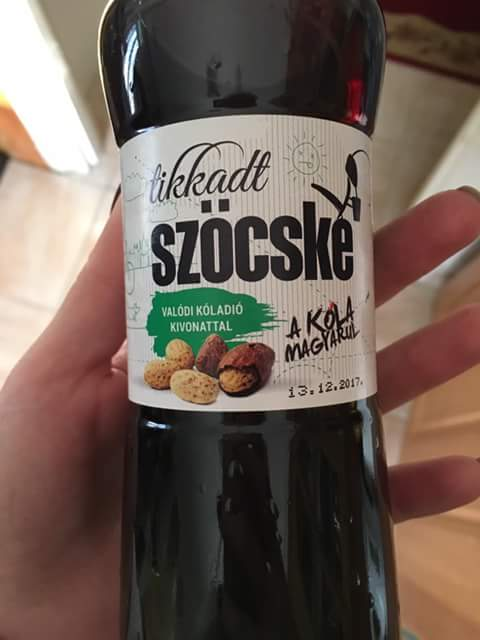 tikkadt
szöcske
VALÓDI KÓLADIÓ
KIVONATTAL
A KÓLA
MAGYARUL
13.12.2017.